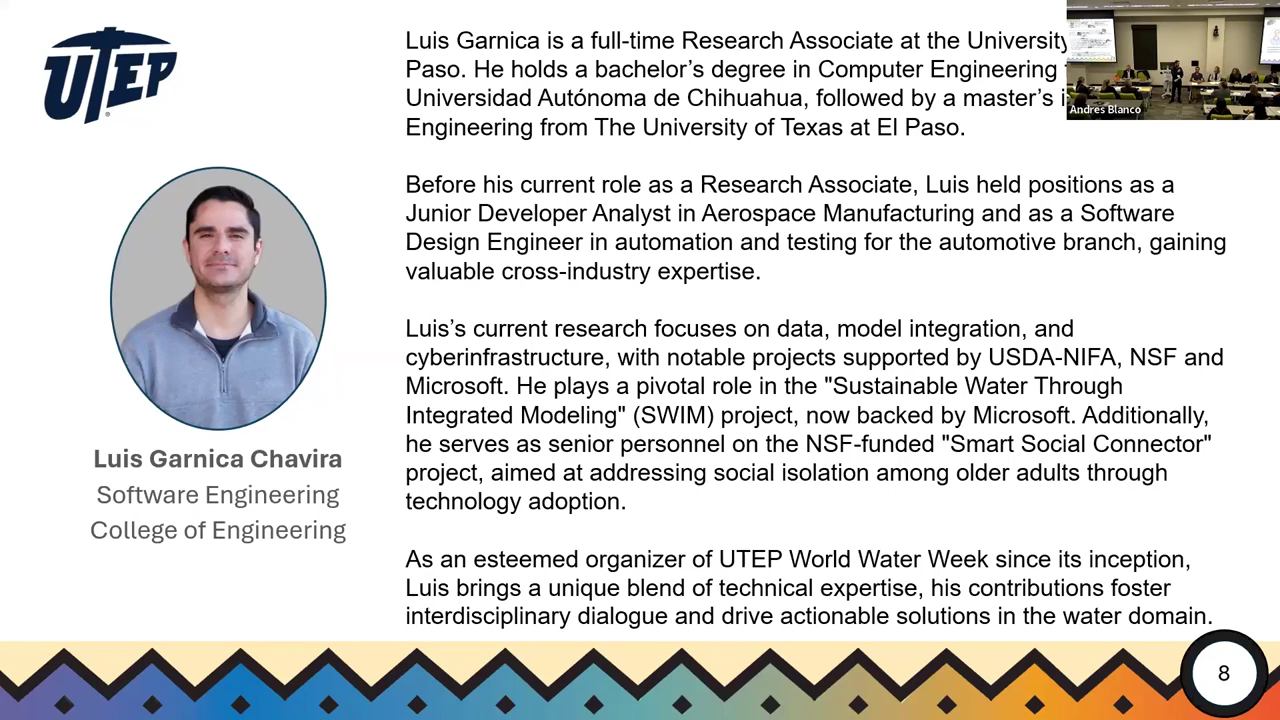 UTEP
Luis Garnica is a full-time Research Associate at the University
Paso. He holds a bachelor’s degree in Computer Engineering
Universidad Autónoma de Chihuahua, followed by a master’s
Engineering from The University of Texas at El Paso.
Andres Blanco
Before his current role as a Research Associate, Luis held positions as a
Junior Developer Analyst in Aerospace Manufacturing and as a Software
Design Engineer in automation and testing for the automotive branch, gaining
valuable cross-industry expertise.
Luis’s current research focuses on data, model integration, and
cyberinfrastructure, with notable projects supported by USDA-NIFA, NSF and
Microsoft. He plays a pivotal role in the "Sustainable Water Through
Integrated Modeling" (SWIM) project, now backed by Microsoft. Additionally,
he serves as senior personnel on the NSF-funded "Smart Social Connector"
project, aimed at addressing social isolation among older adults through
technology adoption.
As an esteemed organizer of UTEP World Water Week since its inception,
Luis brings a unique blend of technical expertise, his contributions foster
interdisciplinary dialogue and drive actionable solutions in the water domain.
Luis Garnica Chavira
Software Engineering
College of Engineering
8